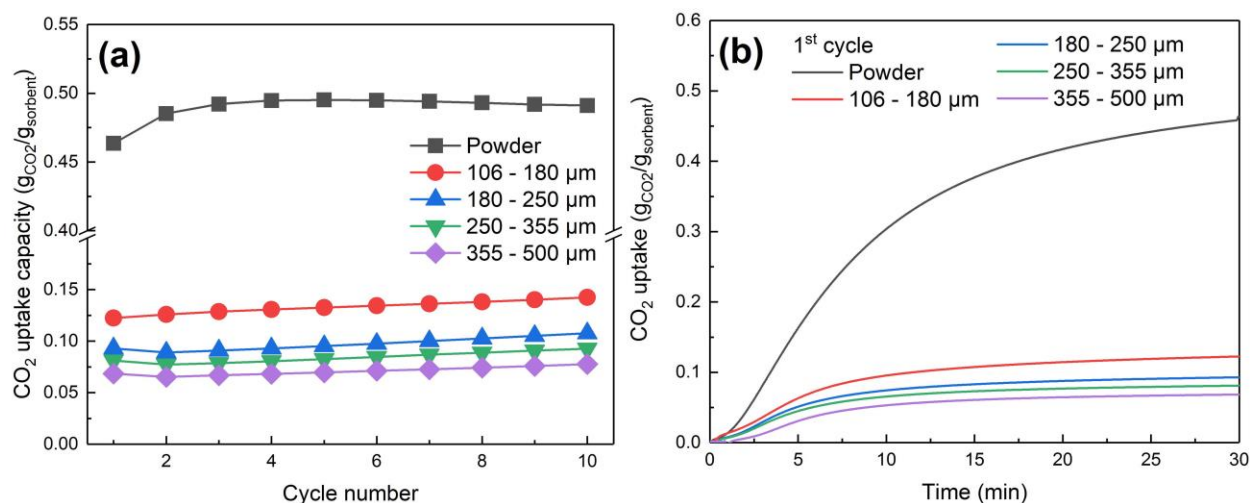 (a)
CO2 uptake capacity (gCO2/gsorbent)
0.55
0.50
0.45
0.40
0.15
0.10
0.05
0.00
Powder
106 - 180 µm
180 - 250 µm
250 - 355 µm
355 - 500 µm
2
4
6
8
10
Cycle number
(b)
CO2 uptake (gCO2/gsorbent)
0.6
0.4
0.3
0.2
0.1
0.0
1st cycle
Powder
106 - 180 µm
180 - 250 µm
250 - 355 µm
355 - 500 µm
0
5
10
15
20
25
30
Time (min)